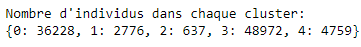 Nombre d'individus dans chaque cluster:
{0: 36228, 1: 2776, 2: 637, 3: 48972, 4: 4759}